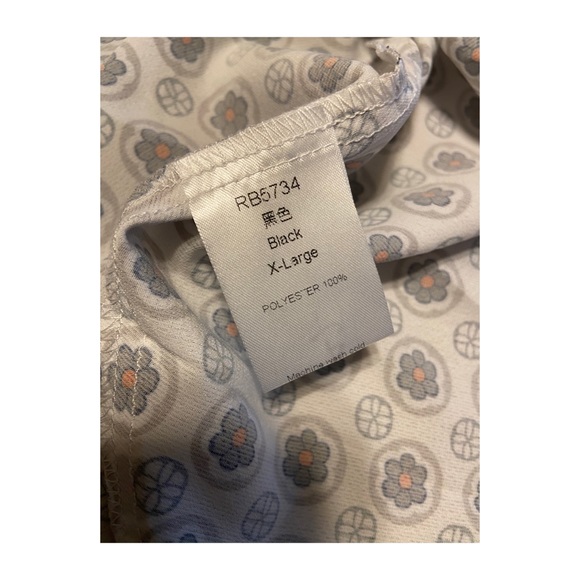 RB5734
黑色
Black
X-Large
POLYESTER 100%
Machine wash cold